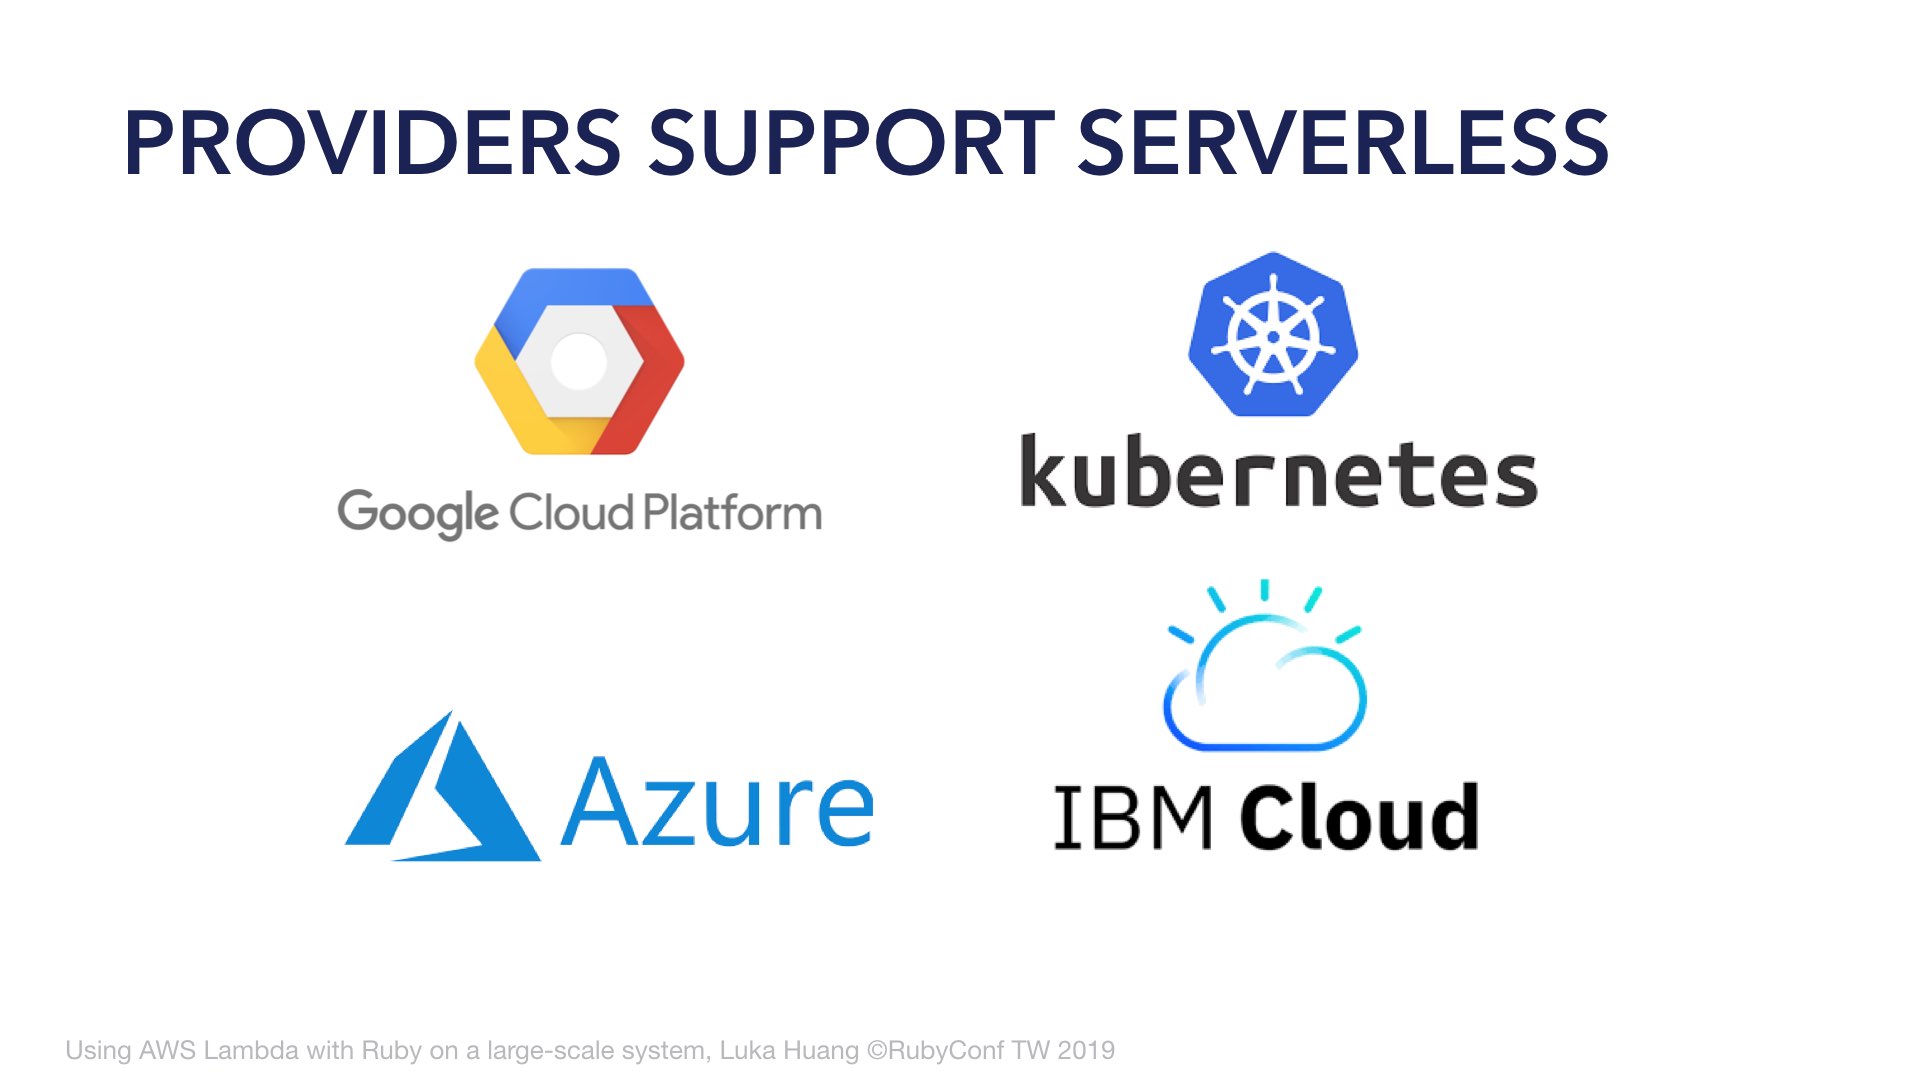 PROVIDERS SUPPORT SERVERLESS
Google Cloud Platform
kubernetes
Azure
IBM Cloud
Using AWS Lambda with Ruby on a large-scale system, Luka Huang ©RubyConf TW 2019